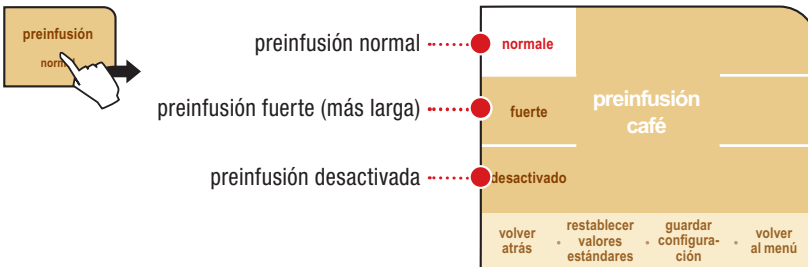 preinfusión
normal
preinfusión normal
preinfusión fuerte (más larga)
preinfusión desactivada
normale
fuerte
desactivado
preinfusión
café
volver
atrás
restablecer
valores
estándares
guardar
configura-
ción
volver
al menú